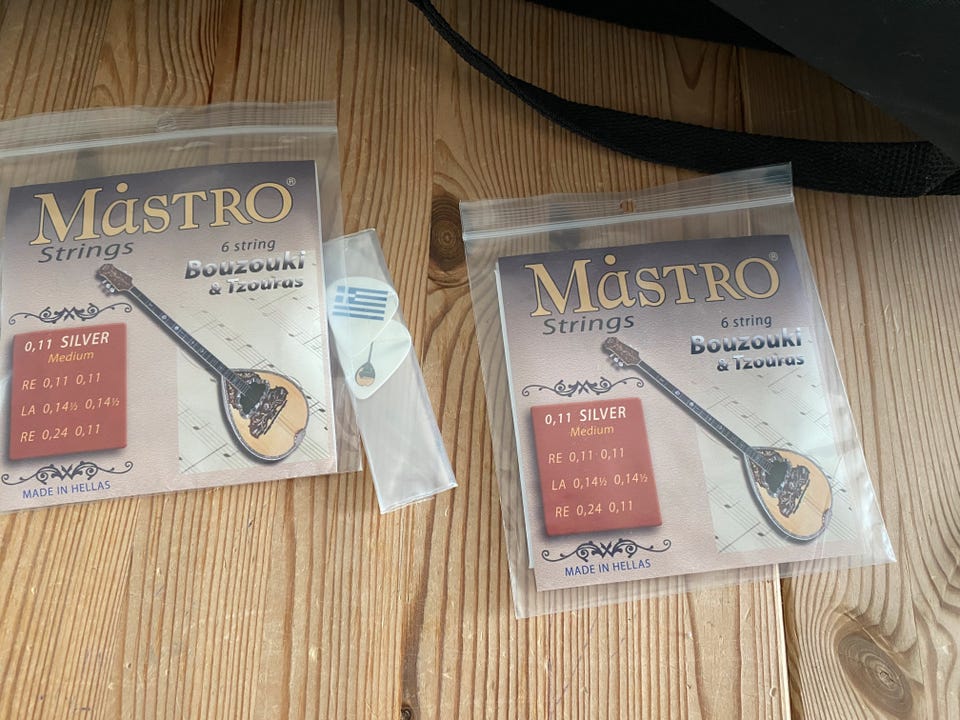 MȧSTRO®
Strings
6 string
Bouzouki
& Tzouras
0,11 SILVER
Medium
RE 0,11 0,11
LA 0,14½ 0,14½
RE 0,24 0,11
MADE IN HELLAS
MȧSTRO®
Strings
6 string
Bouzouki
& Tzouras
0,11 SILVER
Medium
RE 0,11 0,11
LA 0,14½ 0,14½
RE 0,24 0,11
MADE IN HELLAS